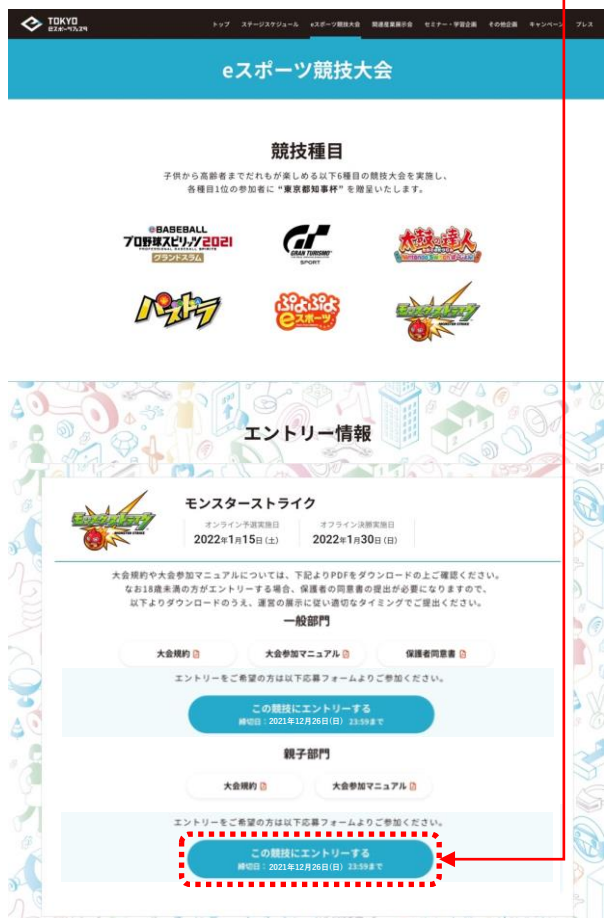 TOKYO
eスポーツフェスタ
トップ ステージスケジュール eスポーツ競技大会 関連産業展示会 セミナー・学習企画 その他企画 キャンペーン プレス
eスポーツ競技大会
競技種目
子供から高齢者までだれもが楽しめる以下6種目の競技大会を実施し、
各種目1位の参加者に “東京都知事杯” を贈呈いたします。
eBASEBALL
プロ野球スピリッツ2021
PROFESSIONAL BASEBALL SPIRITS
グランドスラム
GRAN TURISMO
SPORT
太鼓の達人
パズドラ
ぷよぷよ
eスポーツ
モンスターストライク
MONSTER STRIKE
エントリー情報
モンスターストライク
MONSTER STRIKE
モンスターストライク
オンライン予選実施日 オフライン決勝実施日
2022年1月15日(土) 2022年1月30日(日)
大会規約や大会参加マニュアルについては、下記よりPDFをダウンロードの上ご確認ください。
なお18歳未満の方がエントリーする場合、保護者の同意書の提出が必要になりますので、
以下よりダウンロードのうえ、運営の展示に従い適切なタイミングでご提出ください。
一般部門
大会規約 大会参加マニュアル 保護者同意書
エントリーをご希望の方は以下応募フォームよりご参加ください。
この競技にエントリーする
締切日：2021年12月26日(日) 23:59まで
親子部門
大会規約 大会参加マニュアル
エントリーをご希望の方は以下応募フォームよりご参加ください。
この競技にエントリーする
締切日：2021年12月26日(日) 23:59まで